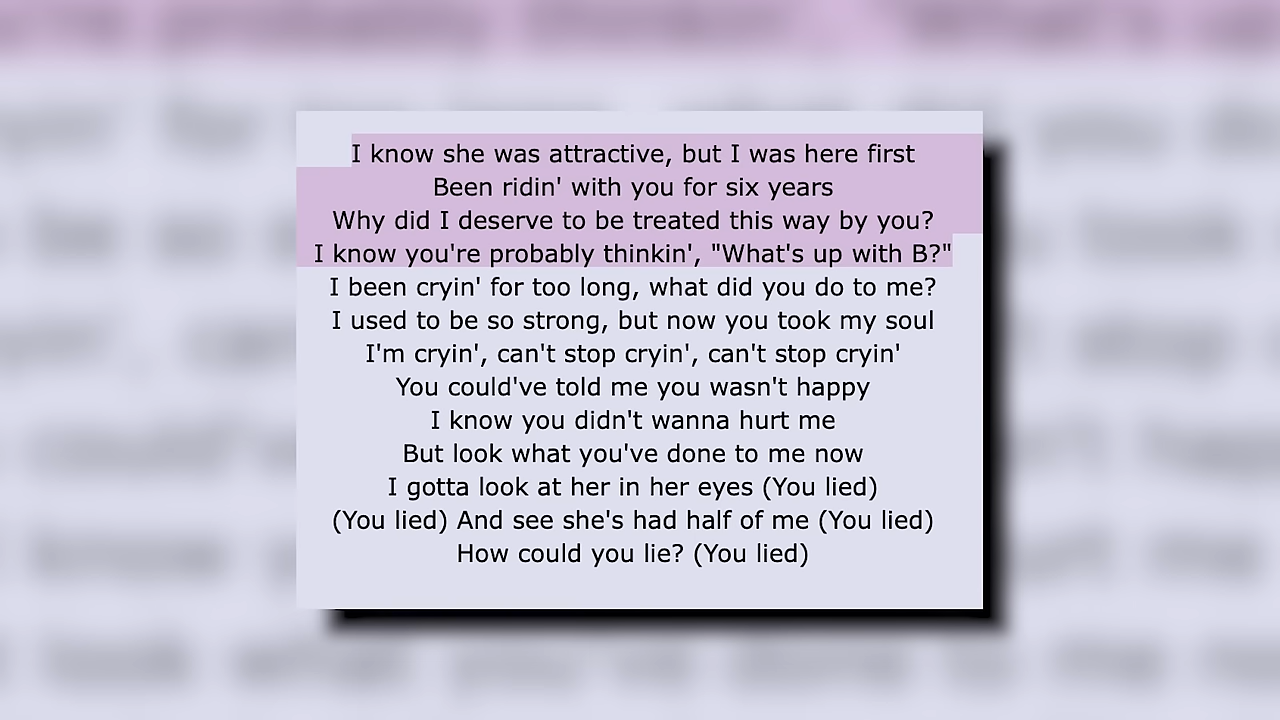 I know she was attractive, but I was here first
Been ridin' with you for six years
Why did I deserve to be treated this way by you?
I know you're probably thinkin', "What's up with B?"
I been cryin' for too long, what did you do to me?
I used to be so strong, but now you took my soul
I'm cryin', can't stop cryin', can't stop cryin'
You could've told me you wasn't happy
I know you didn't wanna hurt me
But look what you've done to me now
I gotta look at her in her eyes (You lied)
(You lied) And see she's had half of me (You lied)
How could you lie? (You lied)